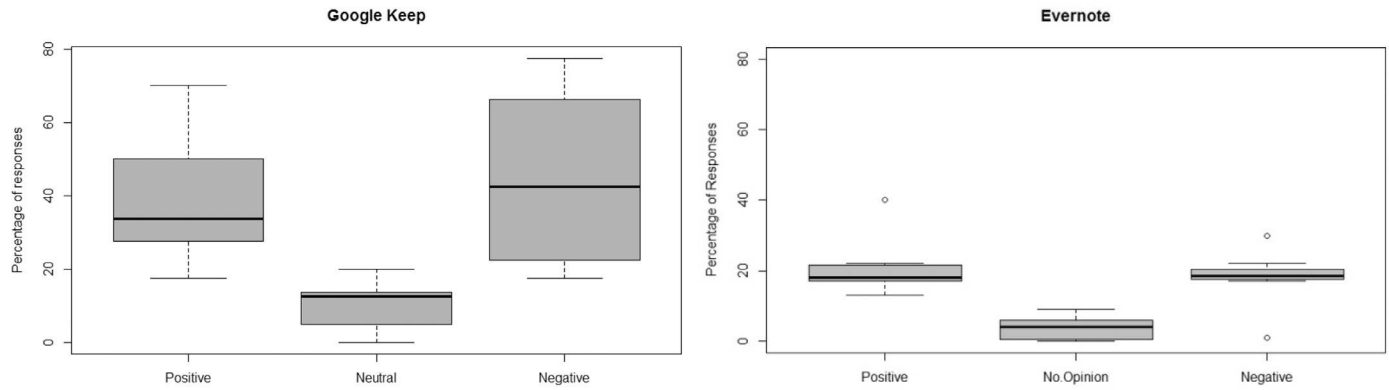 Google Keep
Percentage of responses
80
60
40
20
0
Positive
Neutral
Negative
Evernote
Percentage of Responses
80
60
40
20
0
Positive
No.Opinion
Negative